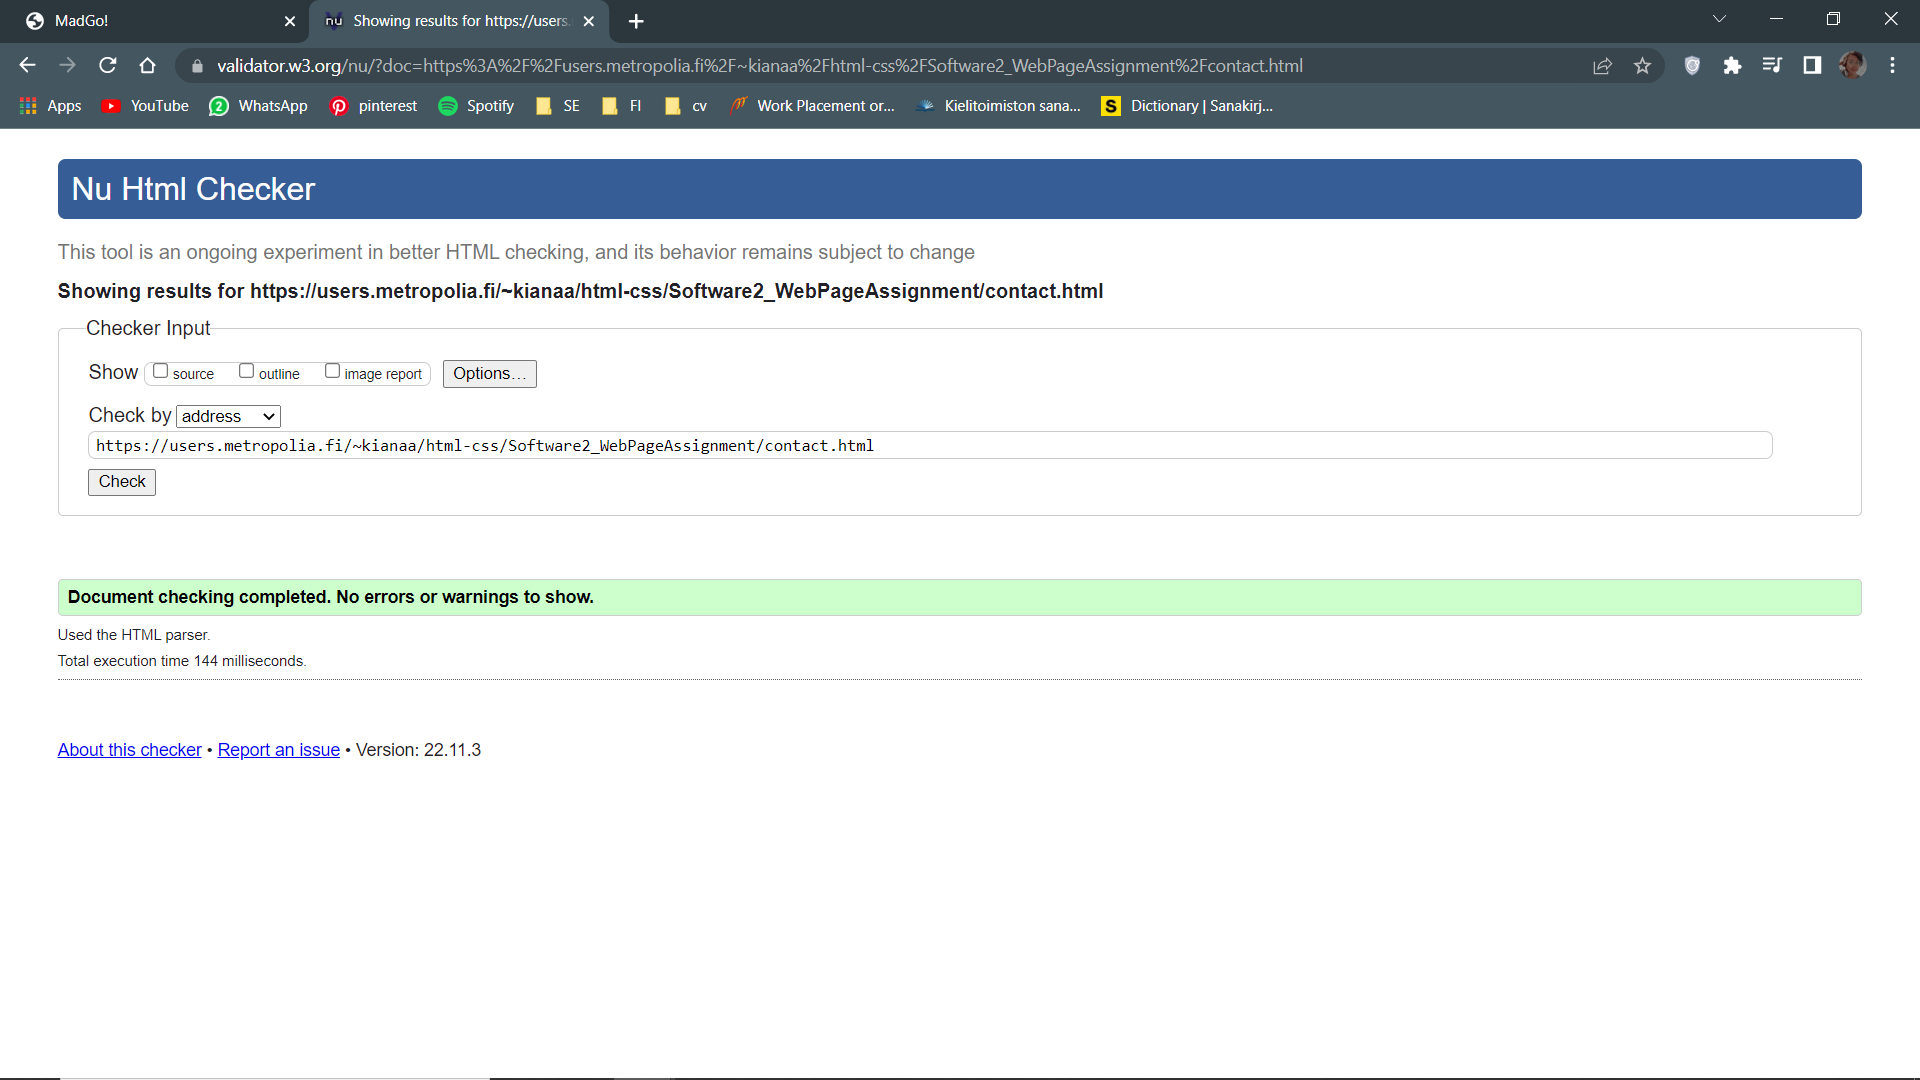 MadGo!
nu Showing results for https://users.
validator.w3.org/nu/?doc=https%3A%2F%2Fusers.metropolia.fi%2F~kianaa%2Fhtml-css%2FSoftware2_WebPageAssignment%2Fcontact.html
Apps YouTube 2 WhatsApp pinterest Spotify SE FI cv Work Placement or... Kielitoimiston sana... S Dictionary | Sanakirj...
Nu Html Checker
This tool is an ongoing experiment in better HTML checking, and its behavior remains subject to change
Showing results for https://users.metropolia.fi/~kianaa/html-css/Software2_WebPageAssignment/contact.html
Checker Input
Show source outline image report Options...
Check by address
https://users.metropolia.fi/~kianaa/html-css/Software2_WebPageAssignment/contact.html
Check
Document checking completed. No errors or warnings to show.
Used the HTML parser.
Total execution time 144 milliseconds.
About this checker • Report an issue • Version: 22.11.3